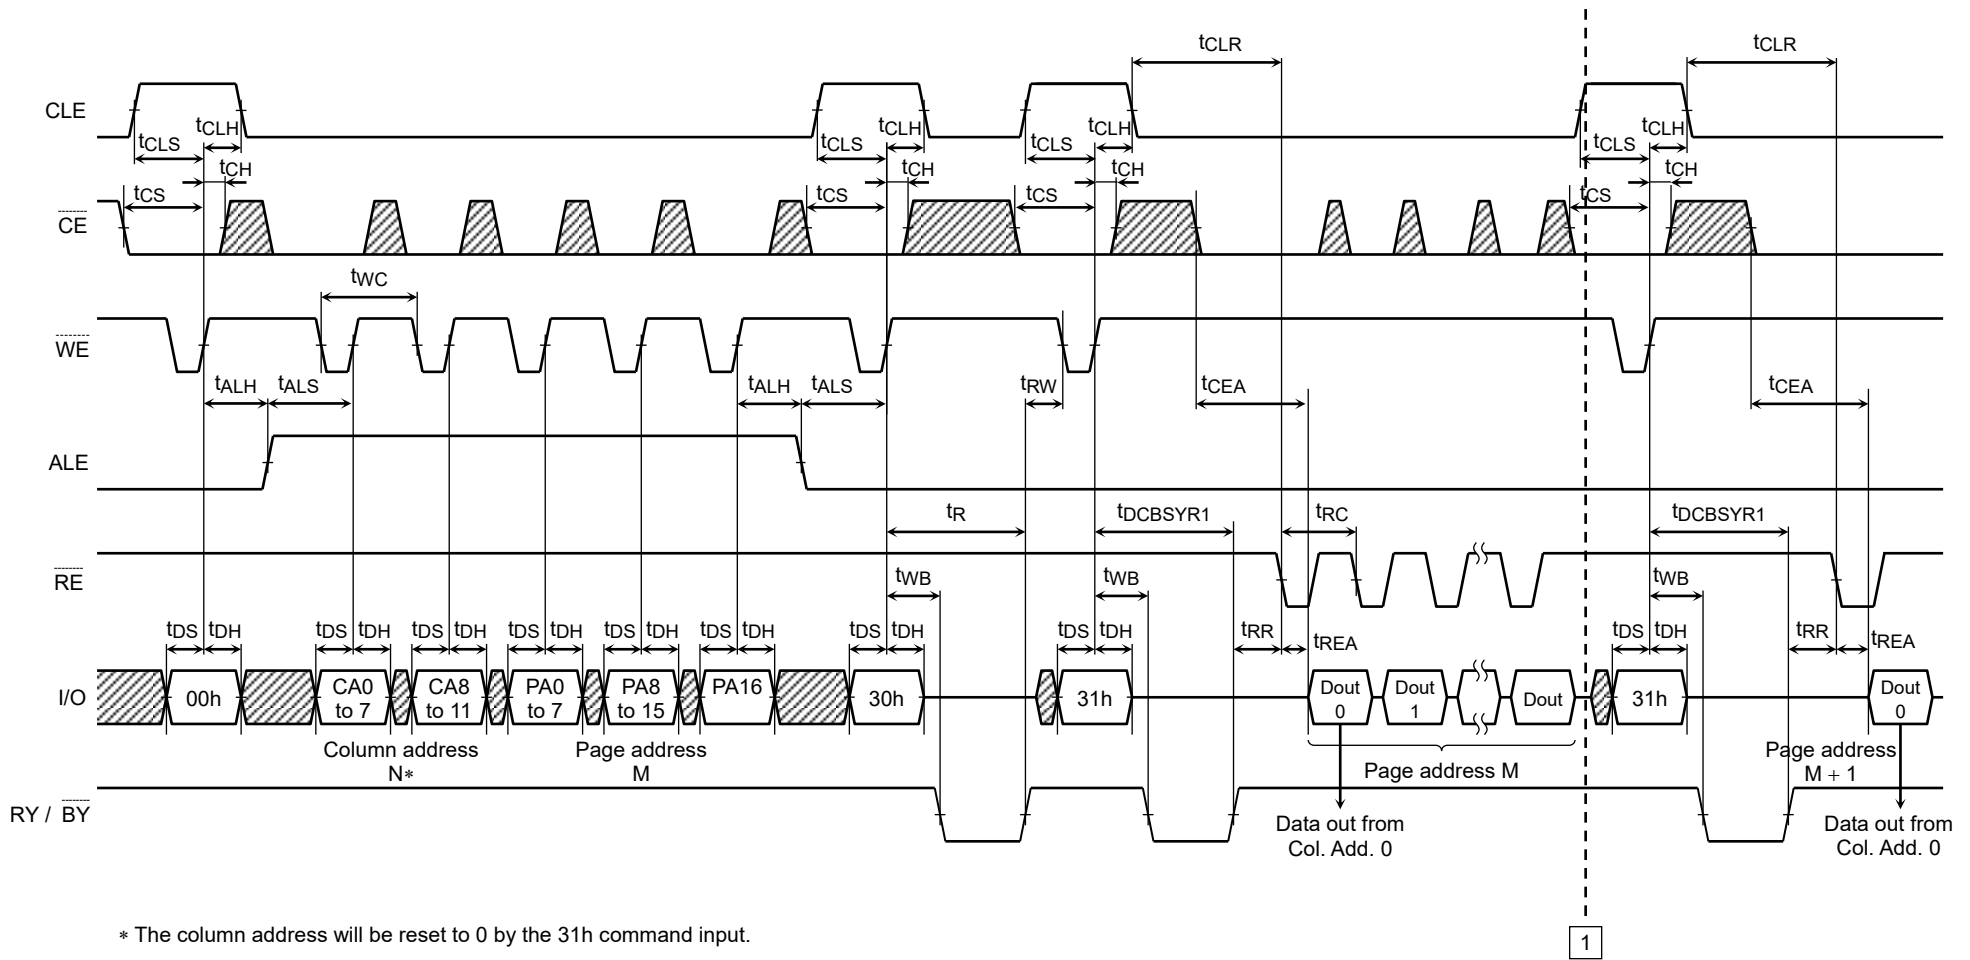 tCLR tCLR
CLE
tCLS tCLH tCLS tCLH tCLS tCLH tCLS tCLH
tCS tCH tCS tCH tCS tCH tCS tCH
CE
tWC
WE
tALH tALS tALH tALS tRW tCEA tCEA
ALE
tR tDCBSYR1 tRC tDCBSYR1
RE
tWB tWB tWB
tDS tDH tDS tDH tDS tDH tDS tDH tDS tDH tDS tDH tDS tDH tDS tDH tRR tREA tDS tDH tRR tREA
I/O
00h
CA0 to 7
CA8 to 11
PA0 to 7
PA8 to 15
PA16
30h
31h
Dout 0
Dout 1
Dout
31h
Dout 0
Column address
N*
Page address
M
Page address M
Page address
M + 1
RY / BY
Data out from
Col. Add. 0
Data out from
Col. Add. 0
* The column address will be reset to 0 by the 31h command input.
1